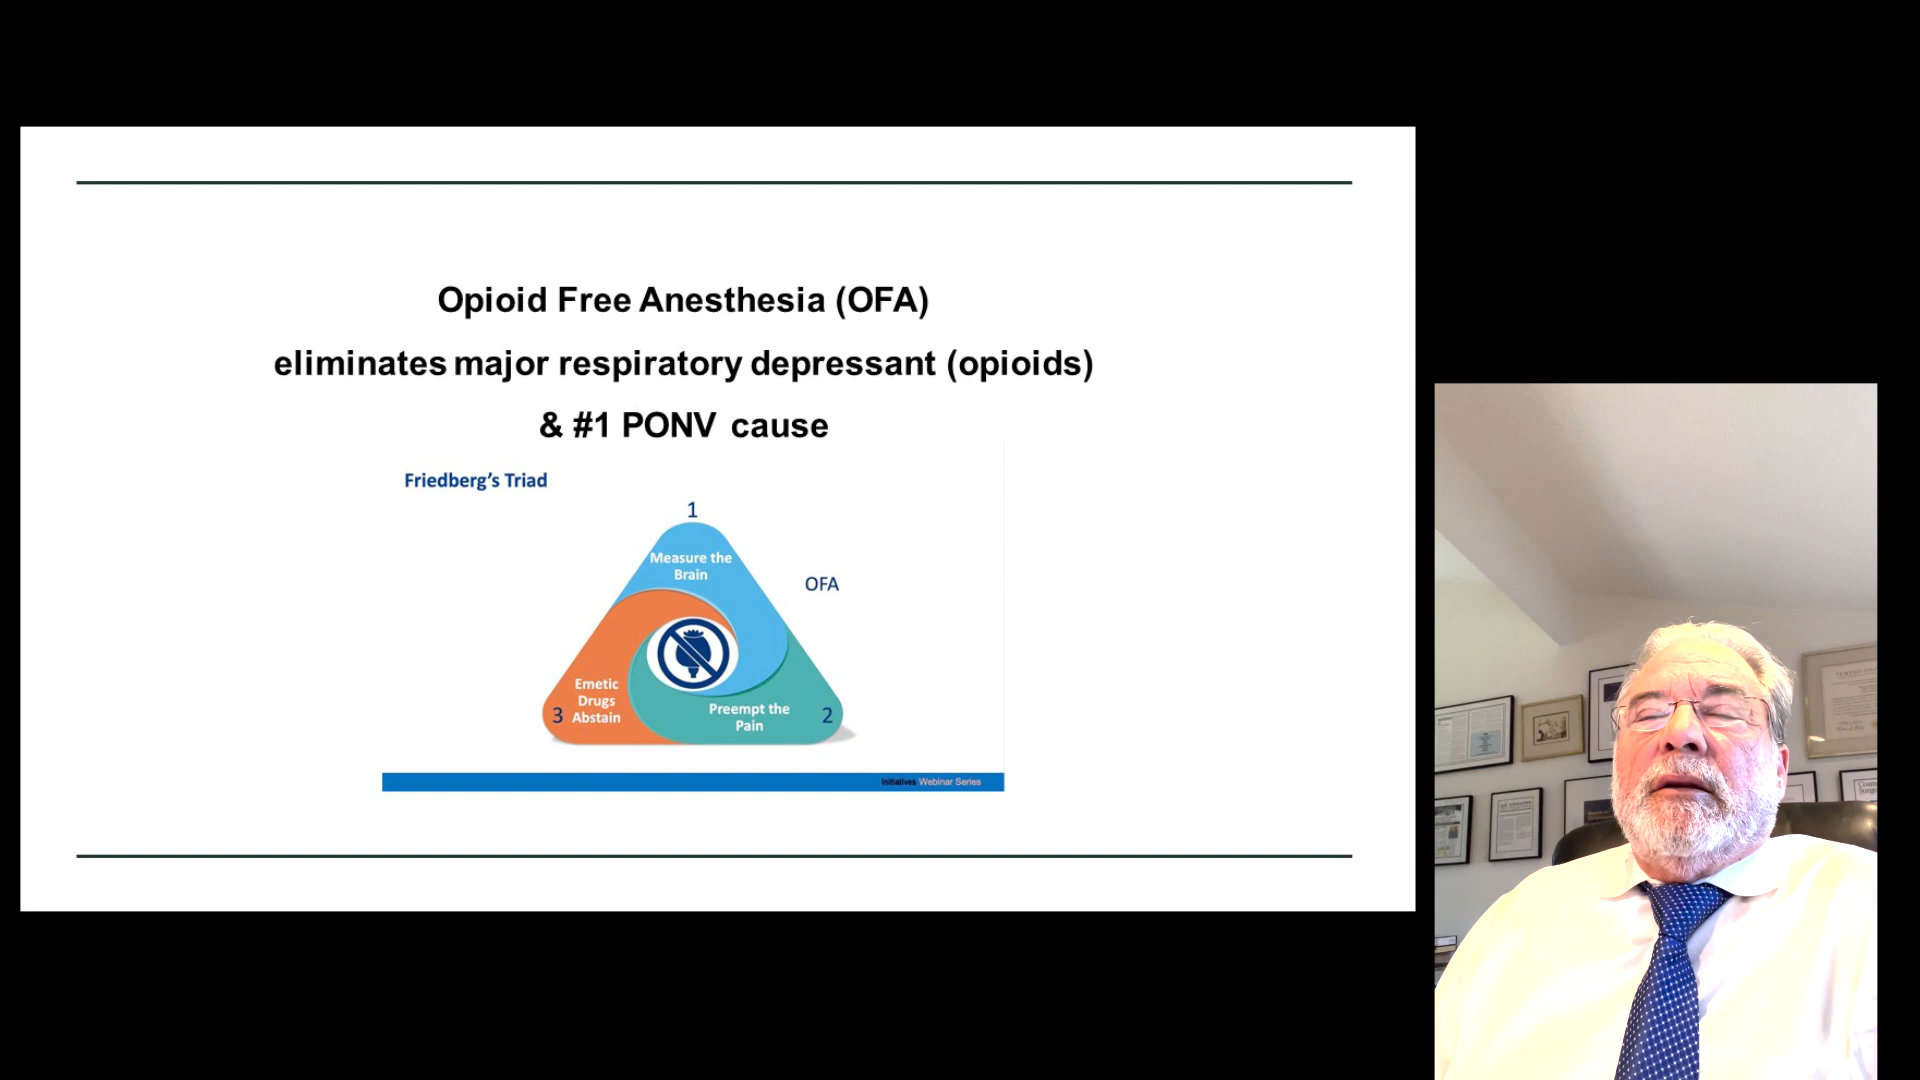 Opioid Free Anesthesia (OFA)
eliminates major respiratory depressant (opioids)
& #1 PONV cause
Friedberg's Triad
1
Measure the
Brain
OFA
Emetic
Drugs
3 Abstain
Preempt the
Pain
2
Initiatives Webinar Series